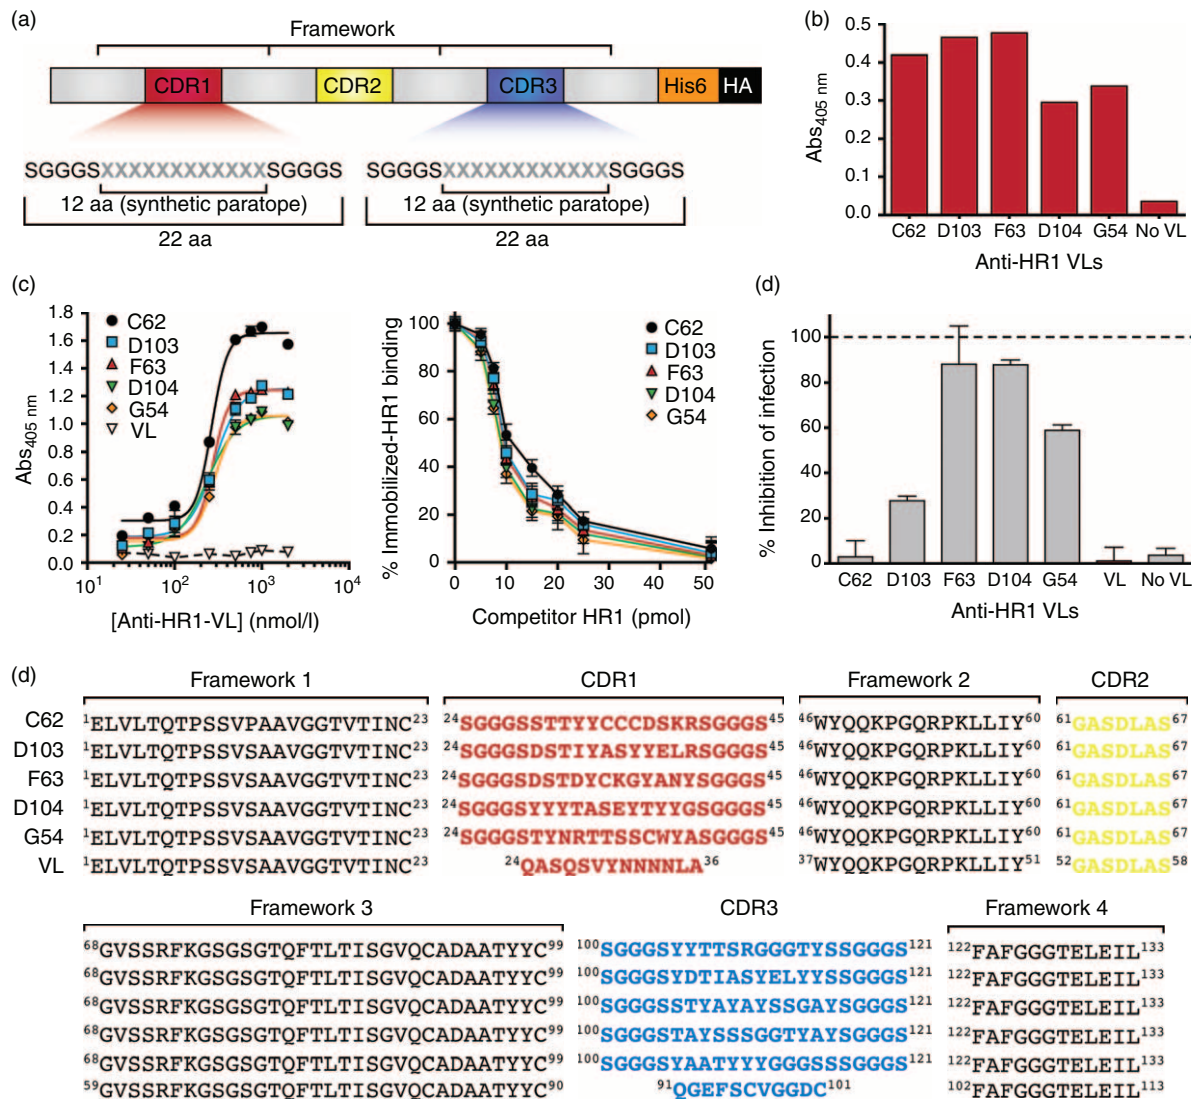 (a)
Framework
CDR1 CDR2 CDR3 His6 HA
SGGGSXXXXXXXXXXXXSGGGS SGGGSXXXXXXXXXXXXSGGGS
12 aa (synthetic paratope) 12 aa (synthetic paratope)
22 aa 22 aa
(b)
Abs405 nm
0.5
0.4
0.3
0.2
0.1
0.0
C62 D103 F63 D104 G54 No VL
Anti-HR1 VLs
(c)
Abs405 nm
1.8
1.6
1.4
1.2
1.0
0.8
0.6
0.4
0.2
0.0
C62
D103
F63
D104
G54
VL
10¹ 10² 10³ 10⁴
[Anti-HR1-VL] (nmol/l)
% Immobilized-HR1 binding
100
80
60
40
20
0
C62
D103
F63
D104
G54
0 10 20 30 40 50
Competitor HR1 (pmol)
(d)
% Inhibition of infection
100
80
60
40
20
0
C62 D103 F63 D104 G54 VL No VL
Anti-HR1 VLs
(d)
Framework 1 CDR1 Framework 2 CDR2
C62 ¹ELVLTQTPSSVPAAVGGTVTINC²³ ²⁴SGGGSSTTYYCCCDSKRSGGGS⁴⁵ ⁴⁶WYQQKPGQRPKLLIY⁶⁰ ⁶¹GASDLAS⁶⁷
D103 ¹ELVLTQTPSSVSAAVGGTVTINC²³ ²⁴SGGGSDSTIYASYYELRSGGGS⁴⁵ ⁴⁶WYQQKPGQRPKLLIY⁶⁰ ⁶¹GASDLAS⁶⁷
F63 ¹ELVLTQTPSSVSAAVGGTVTINC²³ ²⁴SGGGSDSTDYCKGYANYSGGGS⁴⁵ ⁴⁶WYQQKPGQRPKLLIY⁶⁰ ⁶¹GASDLAS⁶⁷
D104 ¹ELVLTQTPSSVSAAVGGTVTINC²³ ²⁴SGGGSYYYTASEYTYYGSGGGS⁴⁵ ⁴⁶WYQQKPGQRPKLLIY⁶⁰ ⁶¹GASDLAS⁶⁷
G54 ¹ELVLTQTPSSVSAAVGGTVTINC²³ ²⁴SGGGSTYNRTTSSCWYASGGGS⁴⁵ ⁴⁶WYQQKPGQRPKLLIY⁶⁰ ⁶¹GASDLAS⁶⁷
VL ¹ELVLTQTPSSVSAAVGGTVTINC²³ ²⁴QASQSVYNNNNLA³⁶ ³⁷WYQQKPGQRPKLLIY⁵¹ ⁵²GASDLAS⁵⁸
Framework 3 CDR3 Framework 4
⁶⁸GVSSRFKGSGSGTQFTLTISGVQCADAATYYC⁹⁹ ¹⁰⁰SGGGSYYTTSRGGGTYSSGGGS¹²¹ ¹²²FAFGGGTELEIL¹³³
⁶⁸GVSSRFKGSGSGTQFTLTISGVQCADAATYYC⁹⁹ ¹⁰⁰SGGGSYDTIASYELYYSSGGGS¹²¹ ¹²²FAFGGGTELEIL¹³³
⁶⁸GVSSRFKGSGSGTQFTLTISGVQCADAATYYC⁹⁹ ¹⁰⁰SGGGSSTYAYAYSSGAYSGGGS¹²¹ ¹²²FAFGGGTELEIL¹³³
⁶⁸GVSSRFKGSGSGTQFTLTISGVQCADAATYYC⁹⁹ ¹⁰⁰SGGGSTAYSSSGGTYAYSGGGS¹²¹ ¹²²FAFGGGTELEIL¹³³
⁶⁸GVSSRFKGSGSGTQFTLTISGVQCADAATYYC⁹⁹ ¹⁰⁰SGGGSYAATYYYGGGSSSGGGS¹²¹ ¹²²FAFGGGTELEIL¹³³
⁵⁹GVSSRFKGSGSGTQFTLTISGVQCADAATYYC⁹⁰ ⁹¹QGEFSCVGGDC¹⁰¹ ¹⁰²FAFGGGTELEIL¹¹³